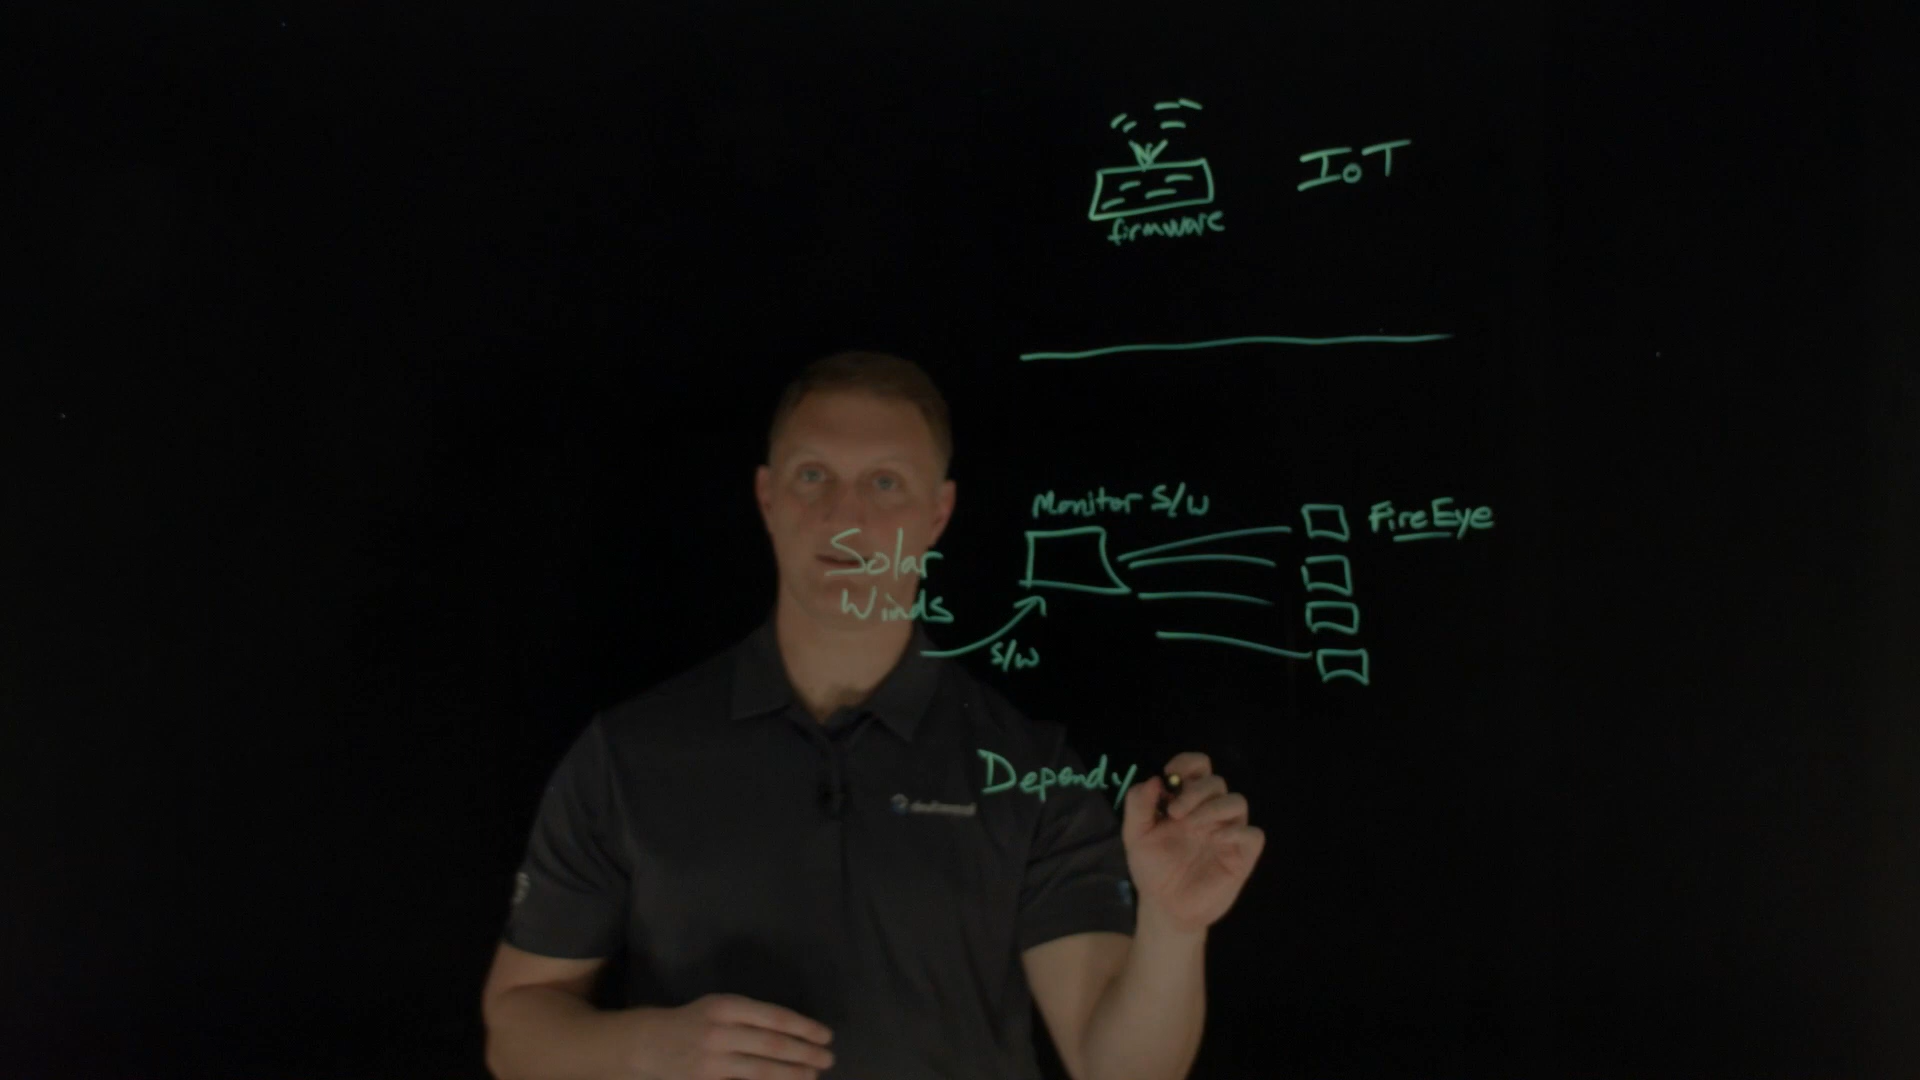 IoT
firmware
Monitor S/W
FireEye
Solar
Winds
S/W
Dependy